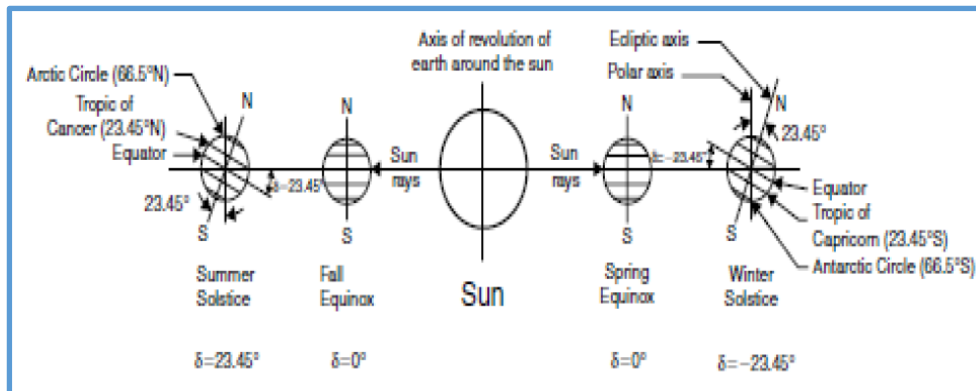 Axis of revolution of
earth around the sun
Ecliptic axis
Polar axis
Arctic Circle (66.5°N)
Tropic of
Cancer (23.45°N)
Equator
N
N
N
N
23.45°
Sun
rays
Sun
rays
δ=23.45°
δ=−23.45°
23.45°
Equator
Tropic of
Capricorn (23.45°S)
Antarctic Circle (66.5°S)
S
S
S
S
Summer
Solstice
Fall
Equinox
Sun
Spring
Equinox
Winter
Solstice
δ=23.45°
δ=0°
δ=0°
δ=−23.45°